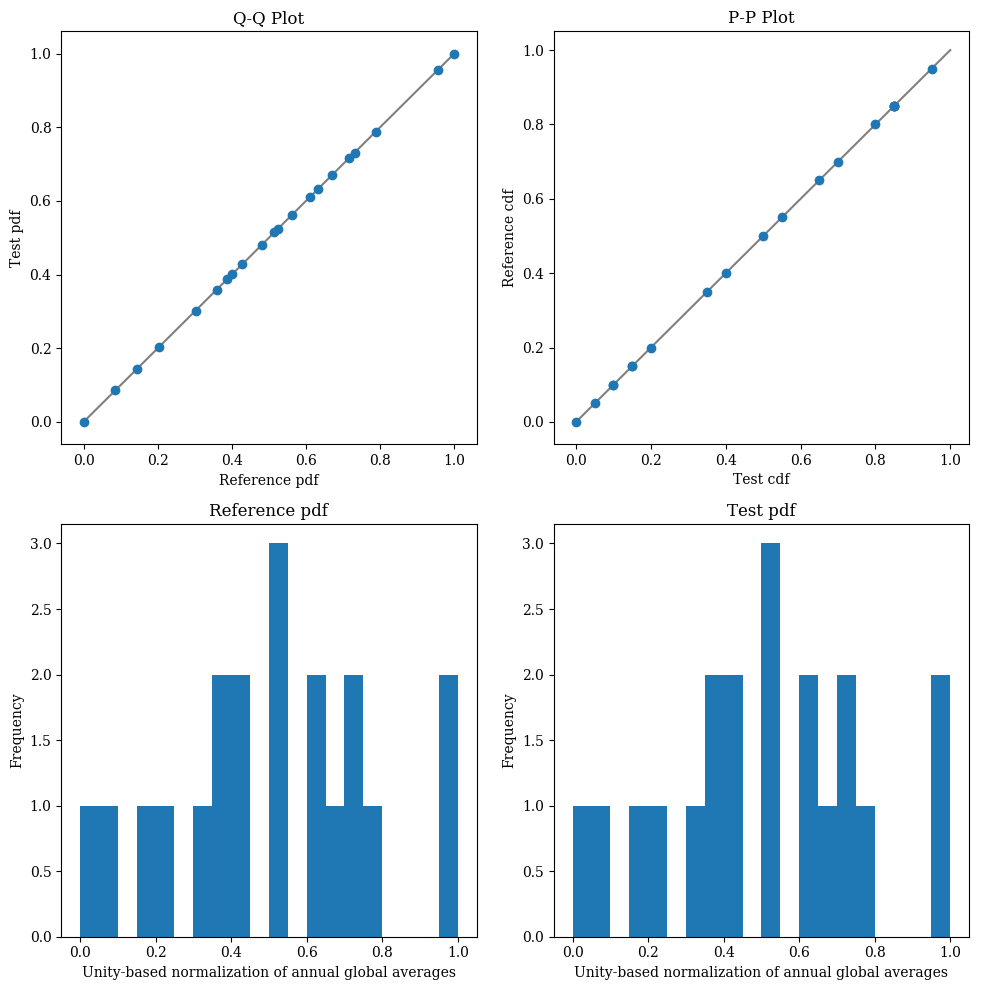 Q-Q Plot
1.0
0.8
0.6
0.4
0.2
0.0
Test pdf
0.0 0.2 0.4 0.6 0.8 1.0
Reference pdf
P-P Plot
1.0
0.8
0.6
0.4
0.2
0.0
Reference cdf
0.0 0.2 0.4 0.6 0.8 1.0
Test cdf
Reference pdf
3.0
2.5
2.0
1.5
1.0
0.5
0.0
Frequency
0.0 0.2 0.4 0.6 0.8 1.0
Unity-based normalization of annual global averages
Test pdf
3.0
2.5
2.0
1.5
1.0
0.5
0.0
Frequency
0.0 0.2 0.4 0.6 0.8 1.0
Unity-based normalization of annual global averages